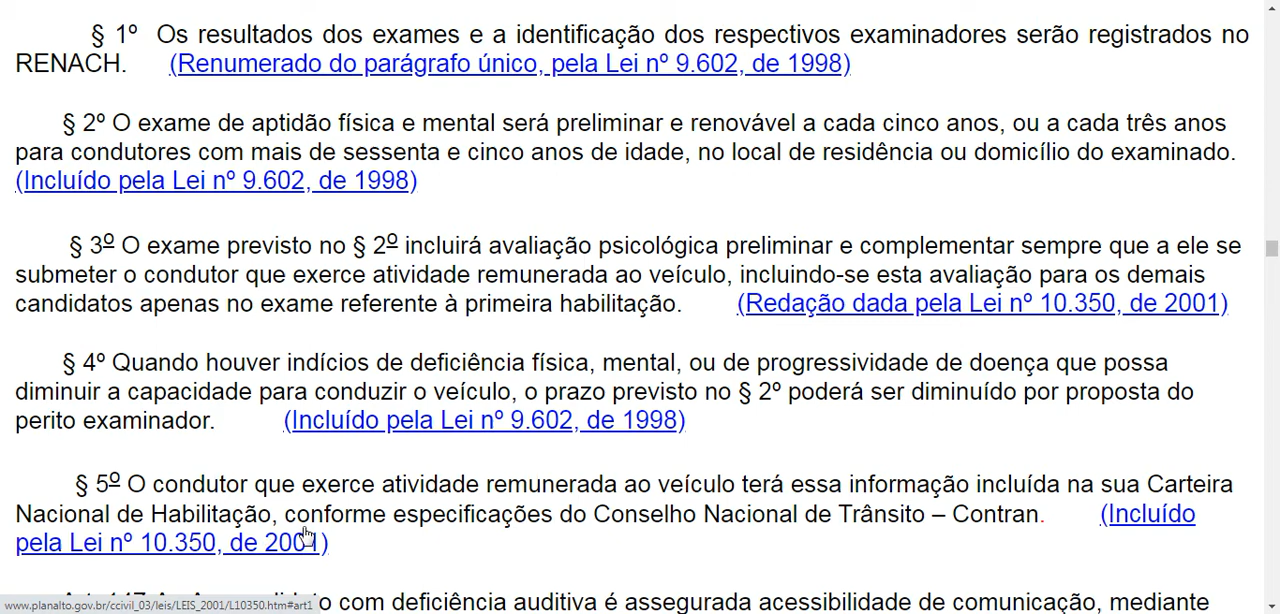 § 1º Os resultados dos exames e a identificação dos respectivos examinadores serão registrados no
RENACH. (Renumerado do parágrafo único, pela Lei nº 9.602, de 1998)
§ 2º O exame de aptidão física e mental será preliminar e renovável a cada cinco anos, ou a cada três anos
para condutores com mais de sessenta e cinco anos de idade, no local de residência ou domicílio do examinado.
(Incluído pela Lei nº 9.602, de 1998)
§ 3º O exame previsto no § 2º incluirá avaliação psicológica preliminar e complementar sempre que a ele se
submeter o condutor que exerce atividade remunerada ao veículo, incluindo-se esta avaliação para os demais
candidatos apenas no exame referente à primeira habilitação. (Redação dada pela Lei nº 10.350, de 2001)
§ 4º Quando houver indícios de deficiência física, mental, ou de progressividade de doença que possa
diminuir a capacidade para conduzir o veículo, o prazo previsto no § 2º poderá ser diminuído por proposta do
perito examinador. (Incluído pela Lei nº 9.602, de 1998)
§ 5º O condutor que exerce atividade remunerada ao veículo terá essa informação incluída na sua Carteira
Nacional de Habilitação, conforme especificações do Conselho Nacional de Trânsito – Contran. (Incluído
pela Lei nº 10.350, de 2001)
com deficiência auditiva é assegurada acessibilidade de comunicação, mediante
www.planalto.gov.br/ccivil_03/leis/LEIS_2001/L10350.htm#art1